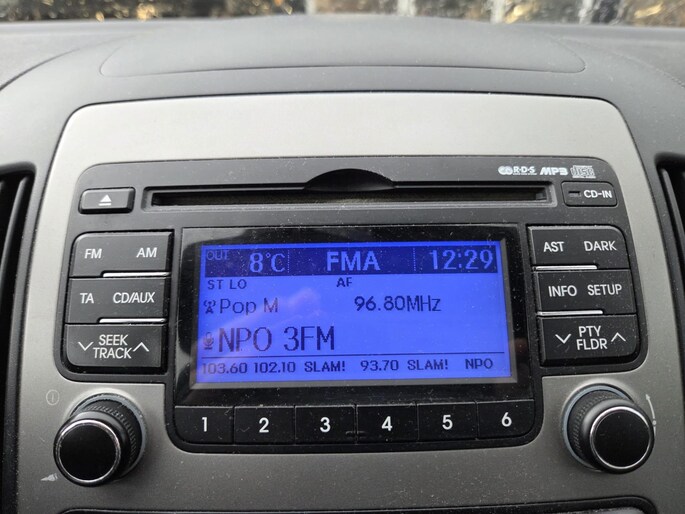 R·D·S MP3
CD-IN
FM AM
OUT 8°C FMA 12:29
AST DARK
TA CD/AUX
ST LO AF
INFO SETUP
Pop M 96.80MHz
SEEK
TRACK
NPO 3FM
PTY
FLDR
103.60 102.10 SLAM! 93.70 SLAM! NPO
1 2 3 4 5 6